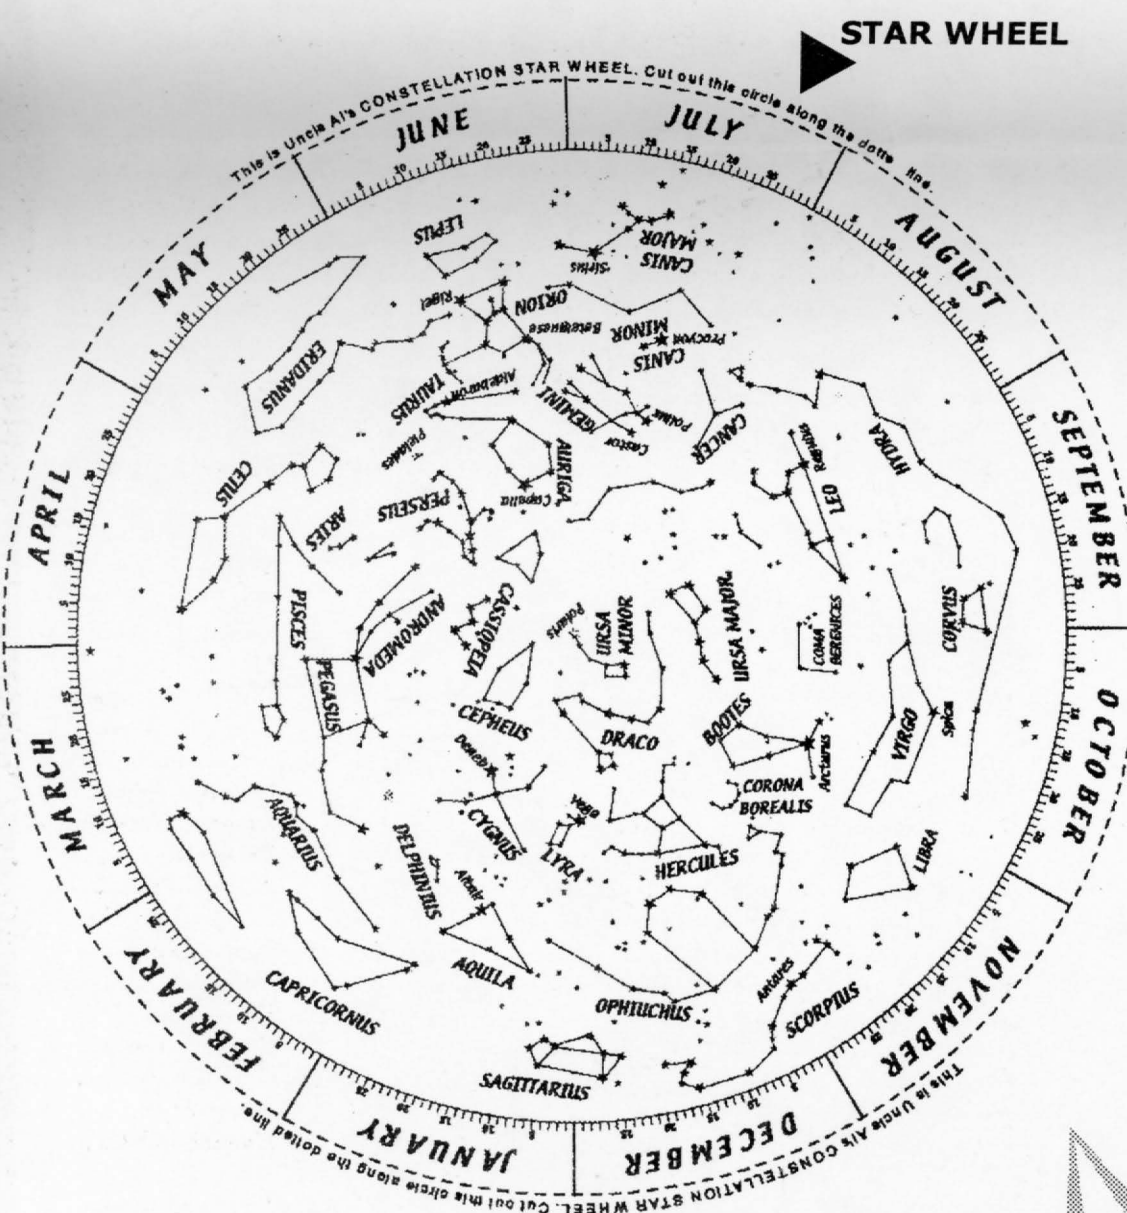 STAR WHEEL
This is Uncle Al's CONSTELLATION STAR WHEEL. Cut out this circle along the dotte line.
JUNE
JULY
MAY
AUGUST
APRIL
SEPTEMBER
MARCH
OCTOBER
FEBRUARY
NOVEMBER
JANUARY
DECEMBER
LEPUS
CANIS
MAJOR
Sirius
Rigel
ORION
Betelguese
CANIS
MINOR
Procyon
ERIDANUS
TAURUS
Aldebaran
GEMINI
Castor
Pollux
CANCER
HYDRA
Pleiades
AURIGA
Capella
LEO
Regulus
CETUS
ARIES
PERSEUS
PISCES
ANDROMEDA
CASSIOPEIA
Polaris
URSA
MINOR
URSA MAJOR
COMA
BERENICES
CORVUS
PEGASUS
CEPHEUS
DRACO
BOOTES
Arcturus
VIRGO
Spica
Deneb
CYGNUS
Vega
LYRA
CORONA
BOREALIS
HERCULES
LIBRA
AQUARIUS
DELPHINIUS
Altair
AQUILA
CAPRICORNUS
OPHIUCHUS
Antares
SCORPIUS
SAGITTARIUS
This is Uncle Al's CONSTELLATION STAR WHEEL. Cut out this circle along the dotted line.